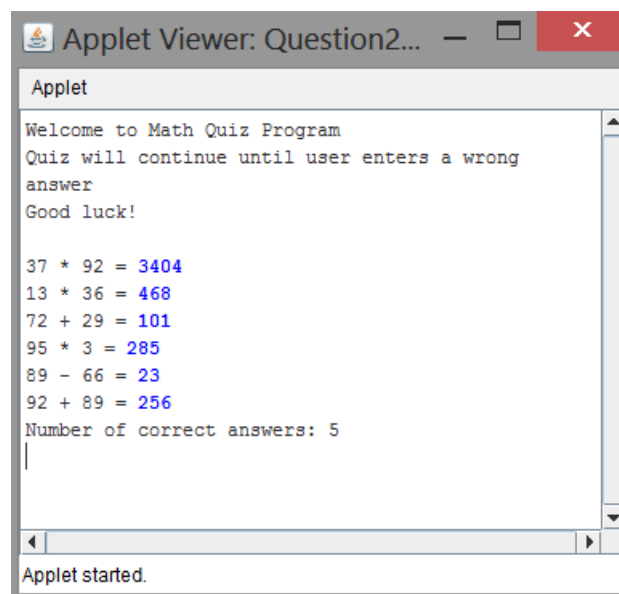 Applet Viewer: Question2...
Applet
Welcome to Math Quiz Program
Quiz will continue until user enters a wrong
answer
Good luck!
37 * 92 = 3404
13 * 36 = 468
72 + 29 = 101
95 * 3 = 285
89 - 66 = 23
92 + 89 = 256
Number of correct answers: 5
Applet started.